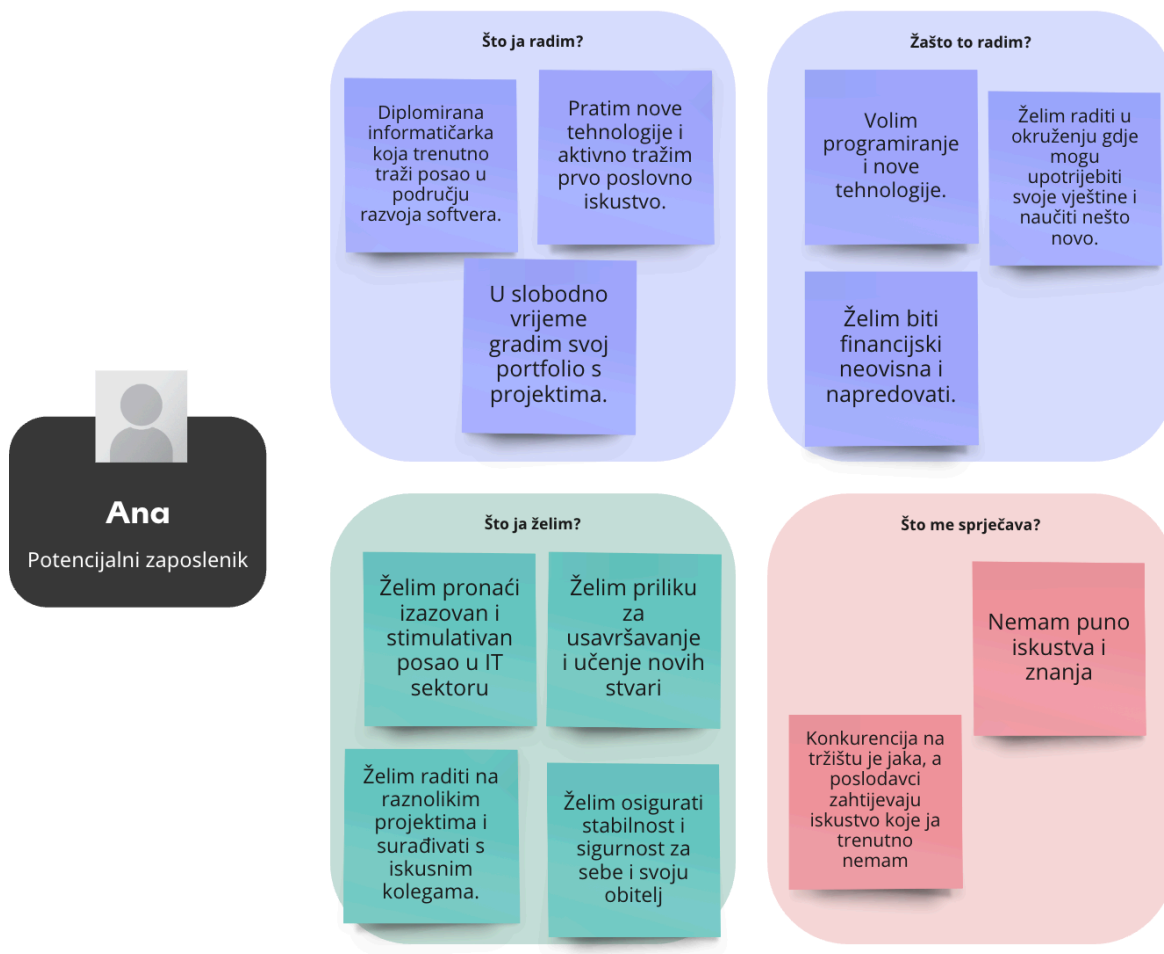 Što ja radim?
Diplomirana
informatičarka
koja trenutno
traži posao u
području
razvoja softvera.
Pratim nove
tehnologije i
aktivno tražim
prvo poslovno
iskustvo.
U slobodno
vrijeme
gradim svoj
portfolio s
projektima.
Žašto to radim?
Volim
programiranje
i nove
tehnologije.
Želim raditi u
okruženju gdje
mogu
upotrijebiti
svoje vještine i
naučiti nešto
novo.
Želim biti
financijski
neovisna i
napredovati.
Ana
Potencijalni zaposlenik
Što ja želim?
Želim pronaći
izazovan i
stimulativan
posao u IT
sektoru
Želim priliku
za
usavršavanje
i učenje novih
stvari
Želim raditi na
raznolikim
projektima i
surađivati s
iskusnim
kolegama.
Želim osigurati
stabilnost i
sigurnost za
sebe i svoju
obitelj
Što me sprječava?
Nemam puno
iskustva i
znanja
Konkurencija na
tržištu je jaka, a
poslodavci
zahtijevaju
iskustvo koje ja
trenutno
nemam